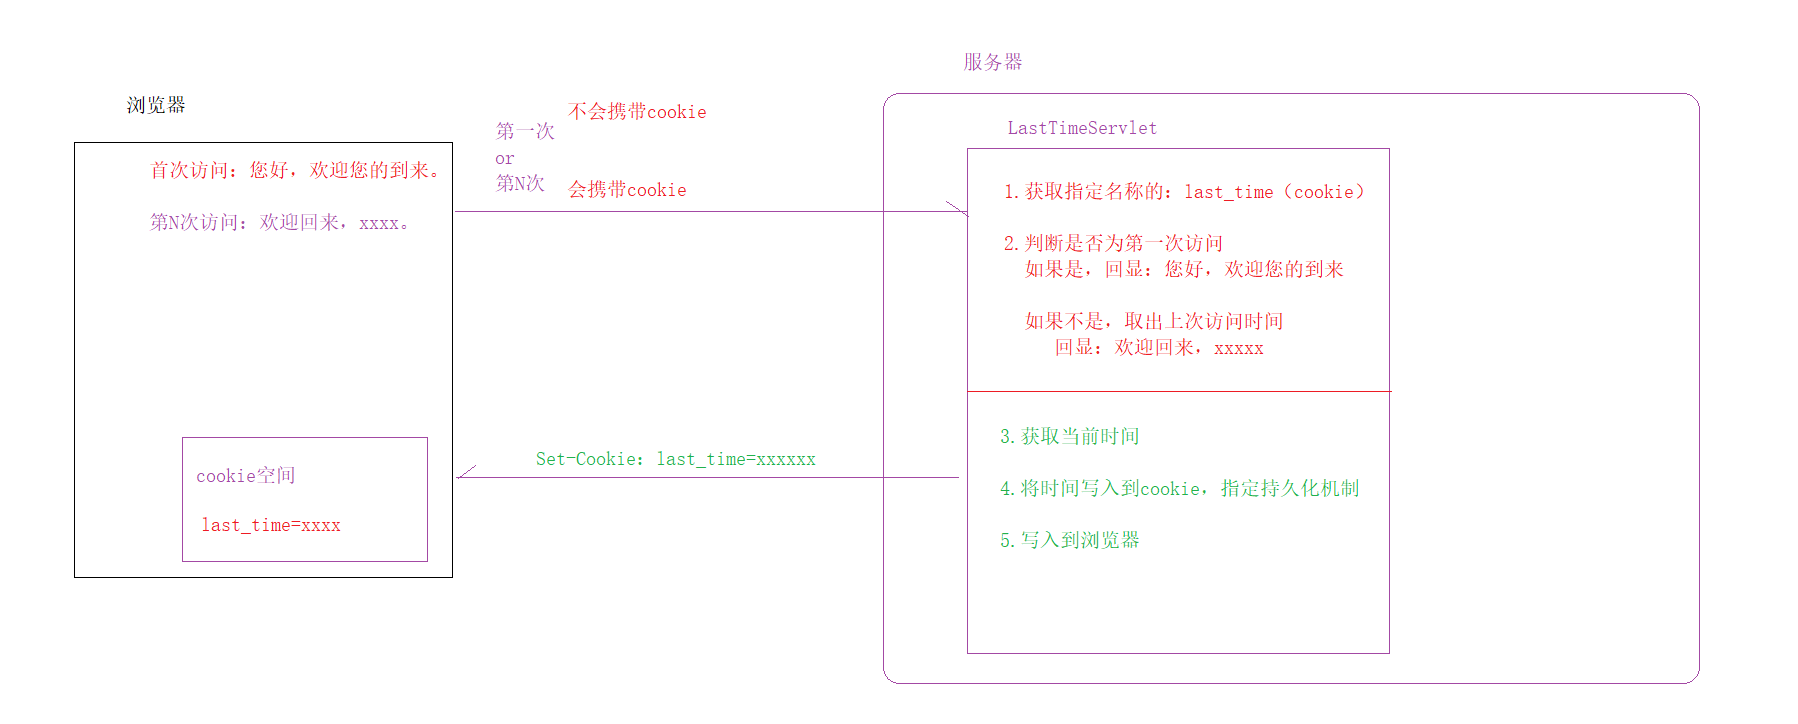 服务器
浏览器
首次访问：您好，欢迎您的到来。
第N次访问：欢迎回来，xxxx。
cookie空间
last_time=xxxx
第一次
or
第N次
不会携带cookie
会携带cookie
Set-Cookie：last_time=xxxxxx
LastTimeServlet
1.获取指定名称的：last_time（cookie）
2.判断是否为第一次访问
如果是，回显：您好，欢迎您的到来
如果不是，取出上次访问时间
回显：欢迎回来，xxxxx
3.获取当前时间
4.将时间写入到cookie，指定持久化机制
5.写入到浏览器